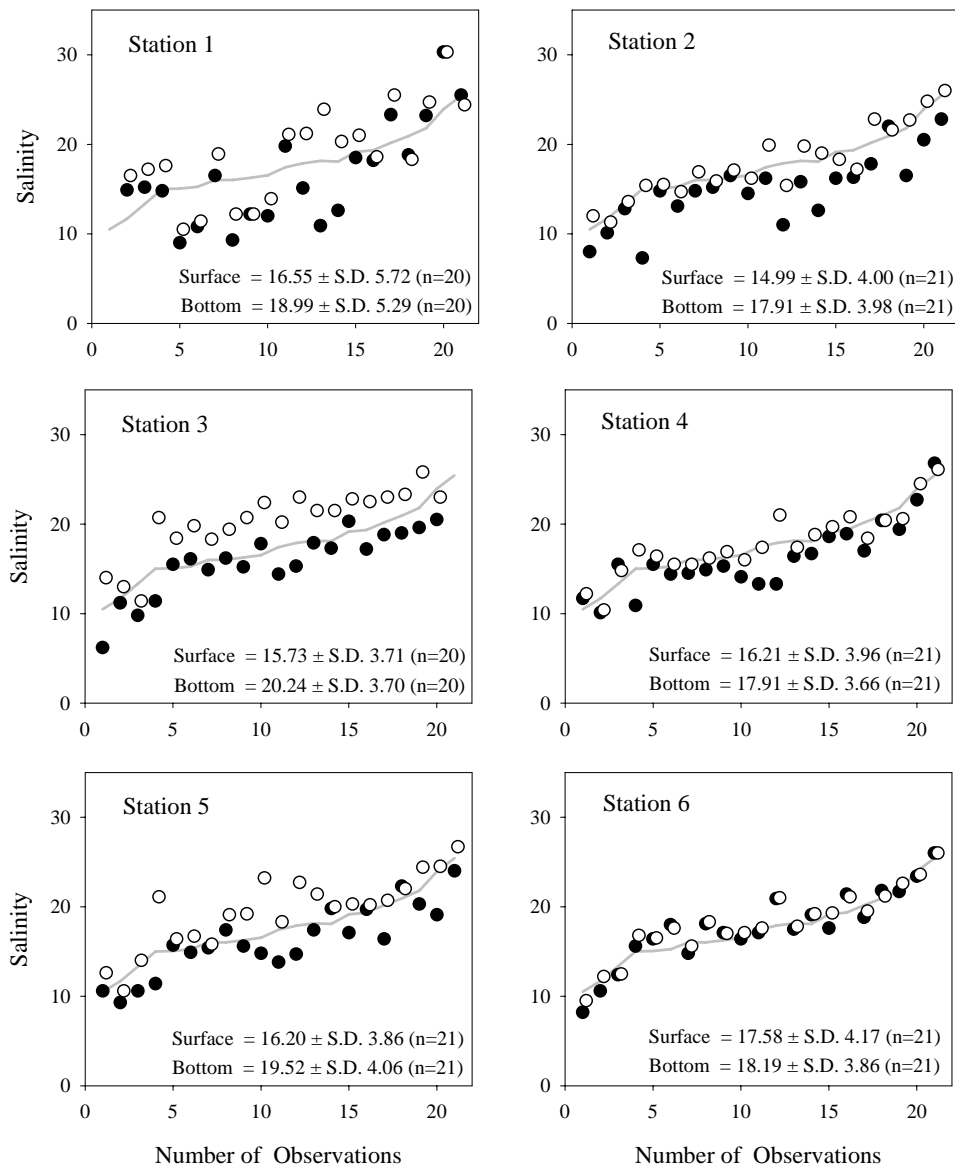 Station 1
Salinity
30
20
10
0
Surface = 16.55 ± S.D. 5.72 (n=20)
Bottom = 18.99 ± S.D. 5.29 (n=20)
0 5 10 15 20
Station 2
30
20
10
0
Surface = 14.99 ± S.D. 4.00 (n=21)
Bottom = 17.91 ± S.D. 3.98 (n=21)
0 5 10 15 20
Station 3
Salinity
30
20
10
0
Surface = 15.73 ± S.D. 3.71 (n=20)
Bottom = 20.24 ± S.D. 3.70 (n=20)
0 5 10 15 20
Station 4
30
20
10
0
Surface = 16.21 ± S.D. 3.96 (n=21)
Bottom = 17.91 ± S.D. 3.66 (n=21)
0 5 10 15 20
Station 5
Salinity
30
20
10
0
Surface = 16.20 ± S.D. 3.86 (n=21)
Bottom = 19.52 ± S.D. 4.06 (n=21)
0 5 10 15 20
Number of Observations
Station 6
30
20
10
0
Surface = 17.58 ± S.D. 4.17 (n=21)
Bottom = 18.19 ± S.D. 3.86 (n=21)
0 5 10 15 20
Number of Observations